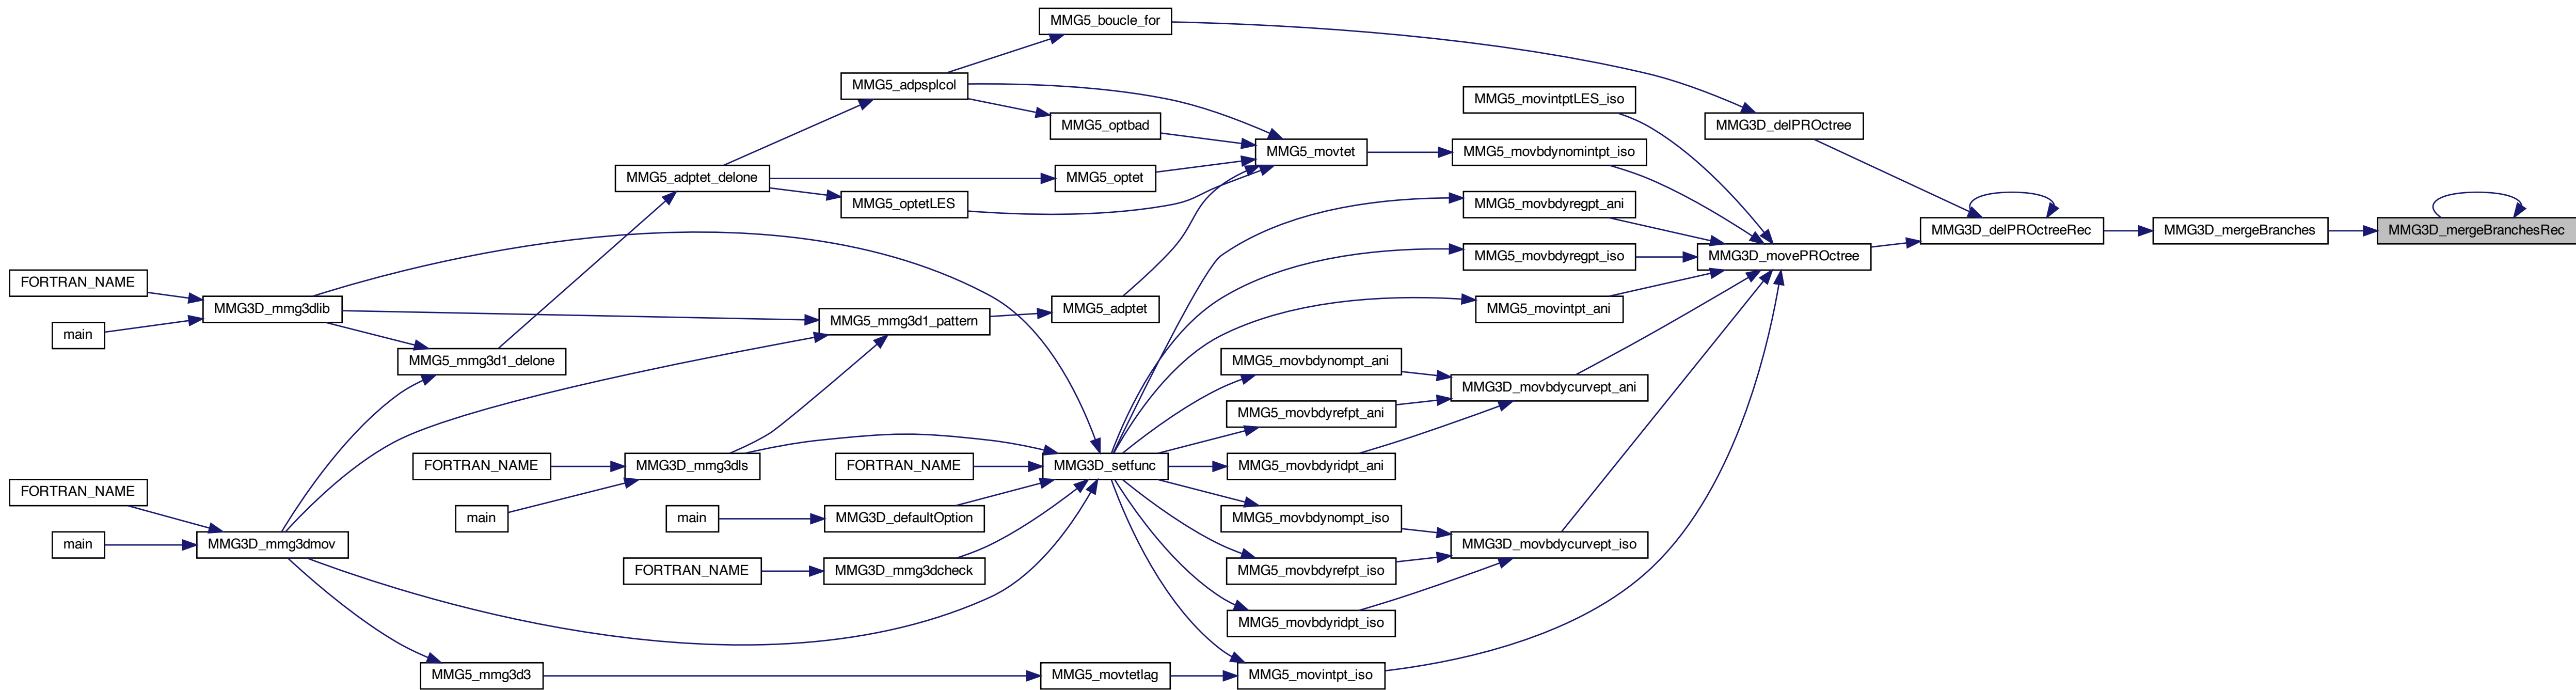 MMG5_boucle_for
MMG5_adpsplcol
MMG5_movintptLES_iso
MMG5_optbad
MMG3D_delPROctree
MMG5_movtet
MMG5_movbdynomintpt_iso
MMG5_adptet_delone
MMG5_optet
MMG5_optetLES
MMG5_movbdyregpt_ani
MMG3D_delPROctreeRec
MMG3D_mergeBranches
MMG3D_mergeBranchesRec
MMG5_movbdyregpt_iso
MMG3D_movePROctree
FORTRAN_NAME
MMG3D_mmg3dlib
MMG5_adptet
MMG5_movintpt_ani
MMG5_mmg3d1_pattern
main
MMG5_mmg3d1_delone
MMG5_movbdynompt_ani
MMG3D_movbdycurvept_ani
MMG5_movbdyrefpt_ani
FORTRAN_NAME
MMG3D_mmg3dls
FORTRAN_NAME
MMG3D_setfunc
MMG5_movbdyridpt_ani
FORTRAN_NAME
main
main
MMG3D_defaultOption
MMG5_movbdynompt_iso
main
MMG3D_mmg3dmov
MMG3D_movbdycurvept_iso
FORTRAN_NAME
MMG3D_mmg3dcheck
MMG5_movbdyrefpt_iso
MMG5_movbdyridpt_iso
MMG5_mmg3d3
MMG5_movtetlag
MMG5_movintpt_iso